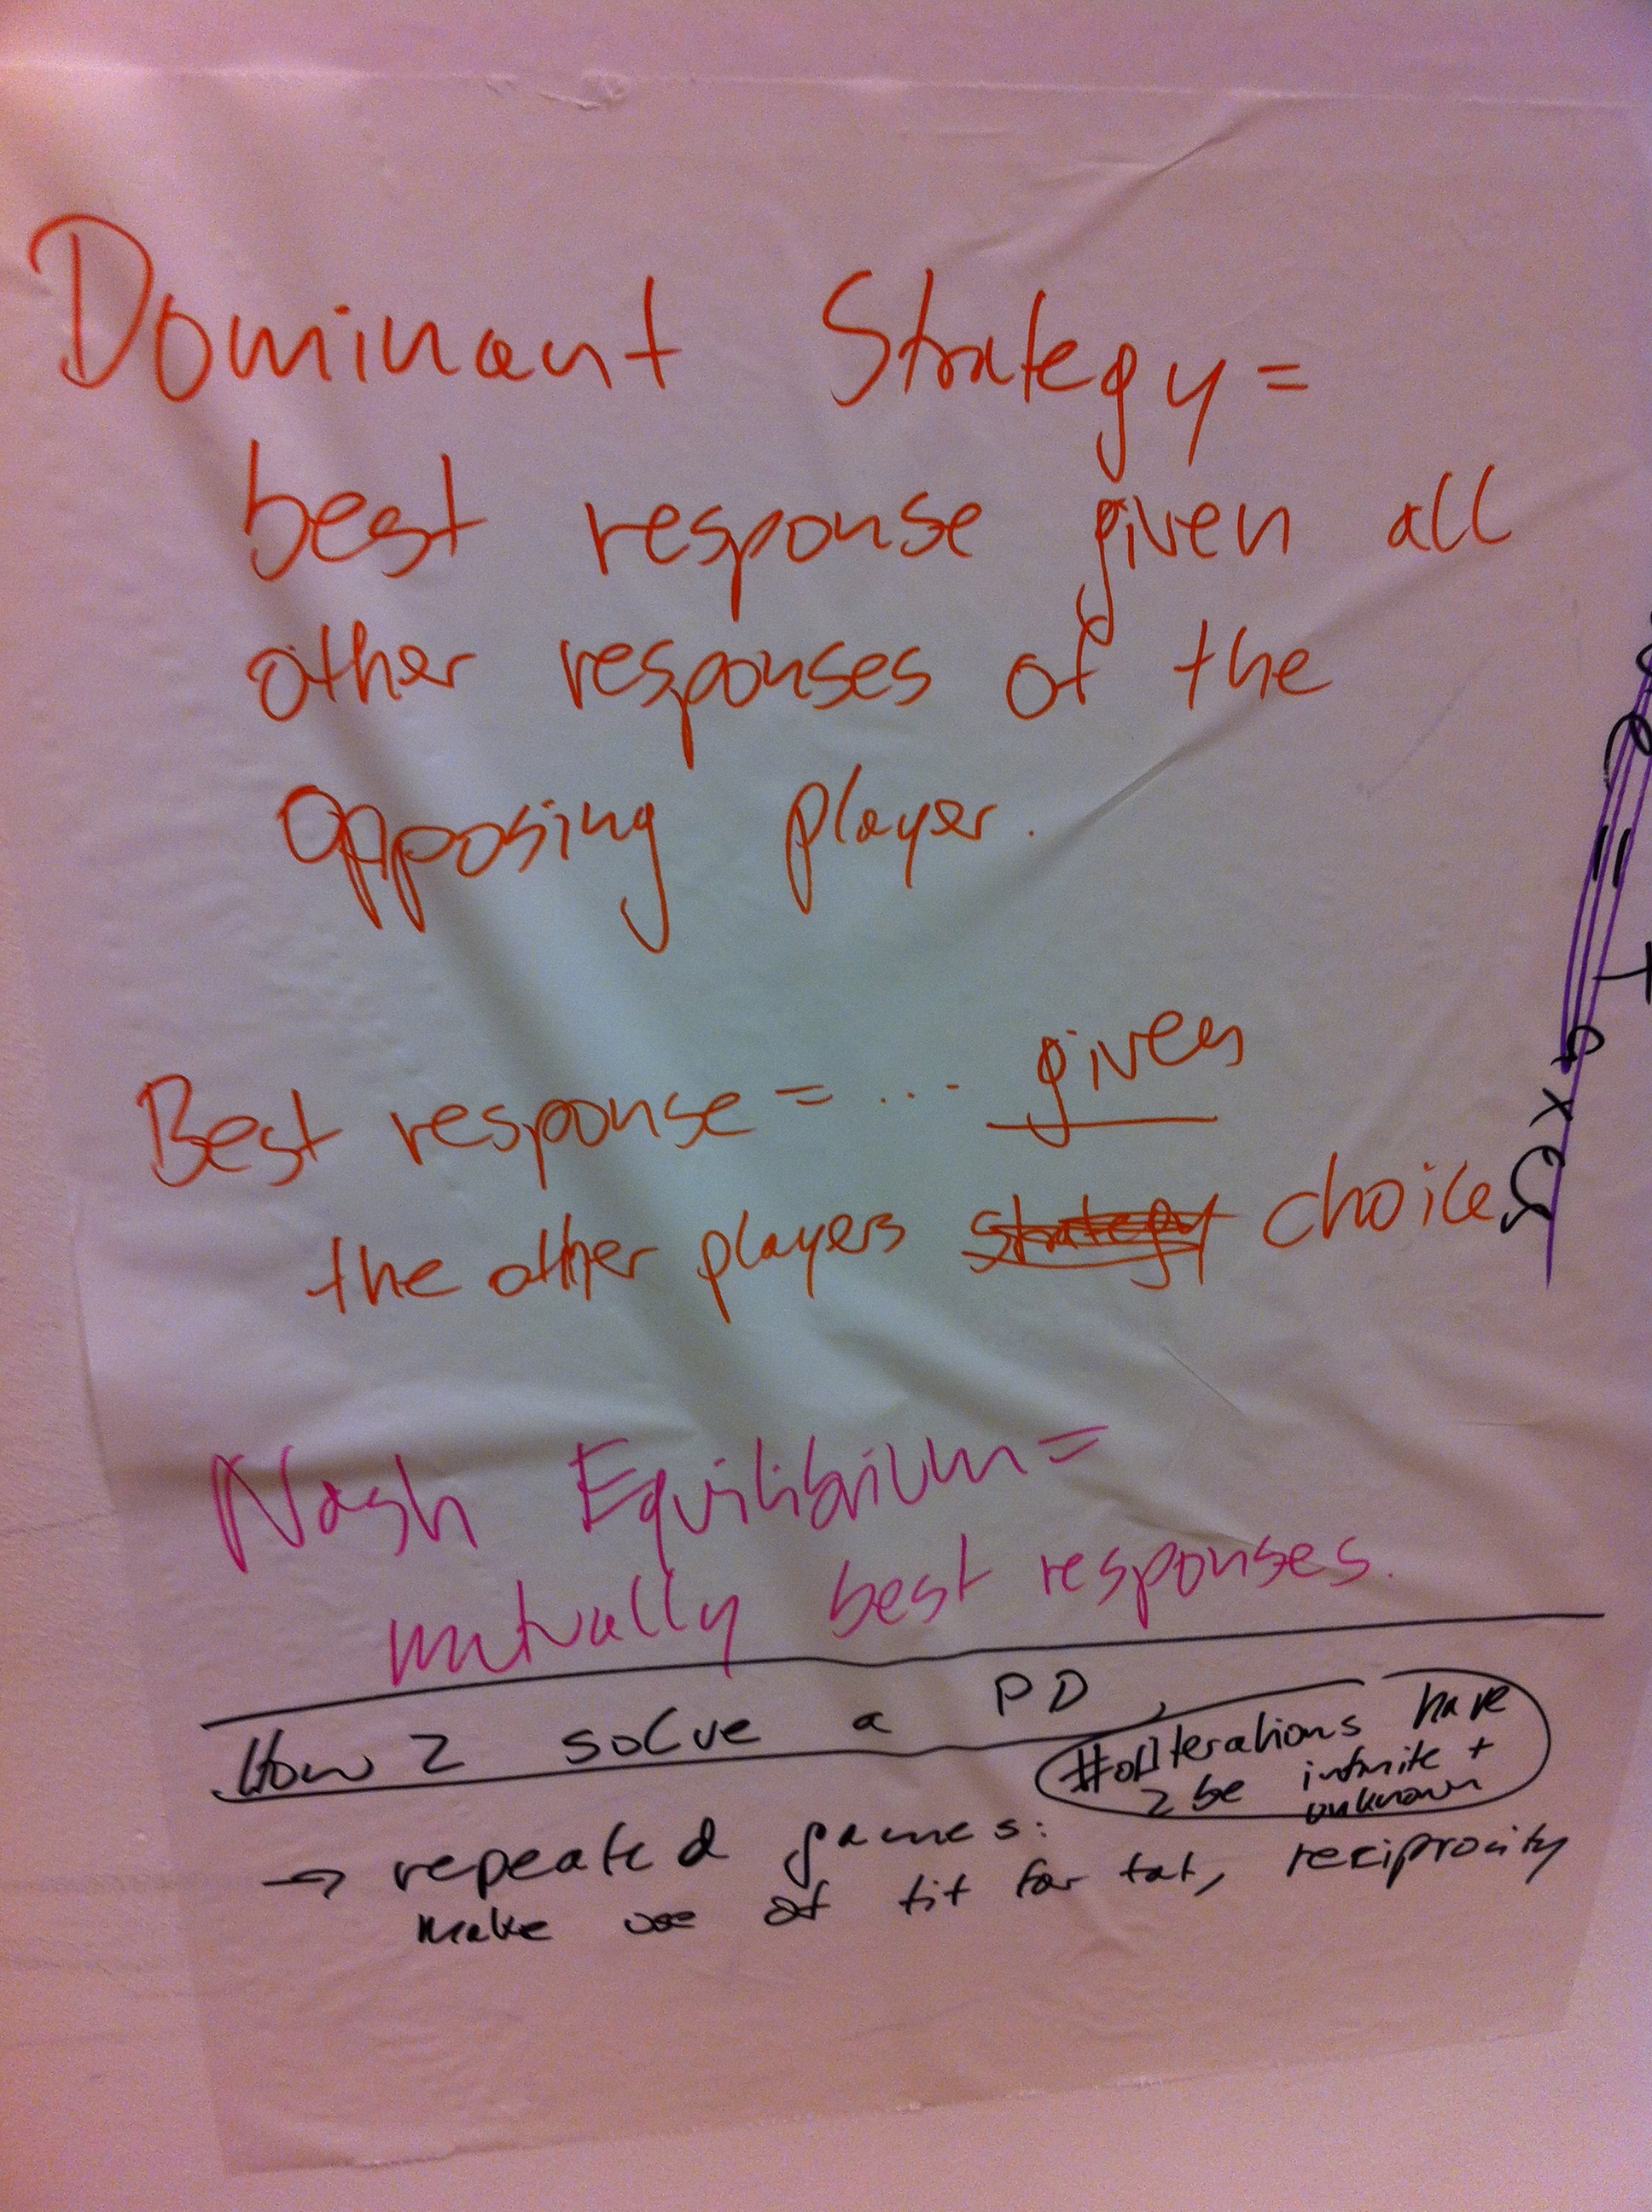 Dominant Strategy =
best response given all
other responses of the
opposing player.
Best response = ... given
the other players strategy choice
Nash Equilibrium =
mutually best responses.
How 2 solve a PD
#of Iterations have
2 be infinite +
unknown
→ repeated games:
make use of tit for tat, reciprocity